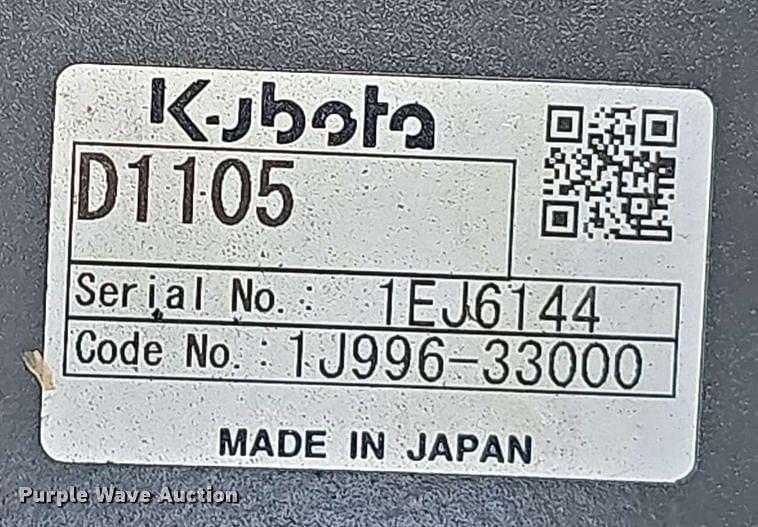 Kubota
D1105
Serial No. : 1EJ6144
Code No. : 1J996-33000
MADE IN JAPAN
Purple Wave Auction